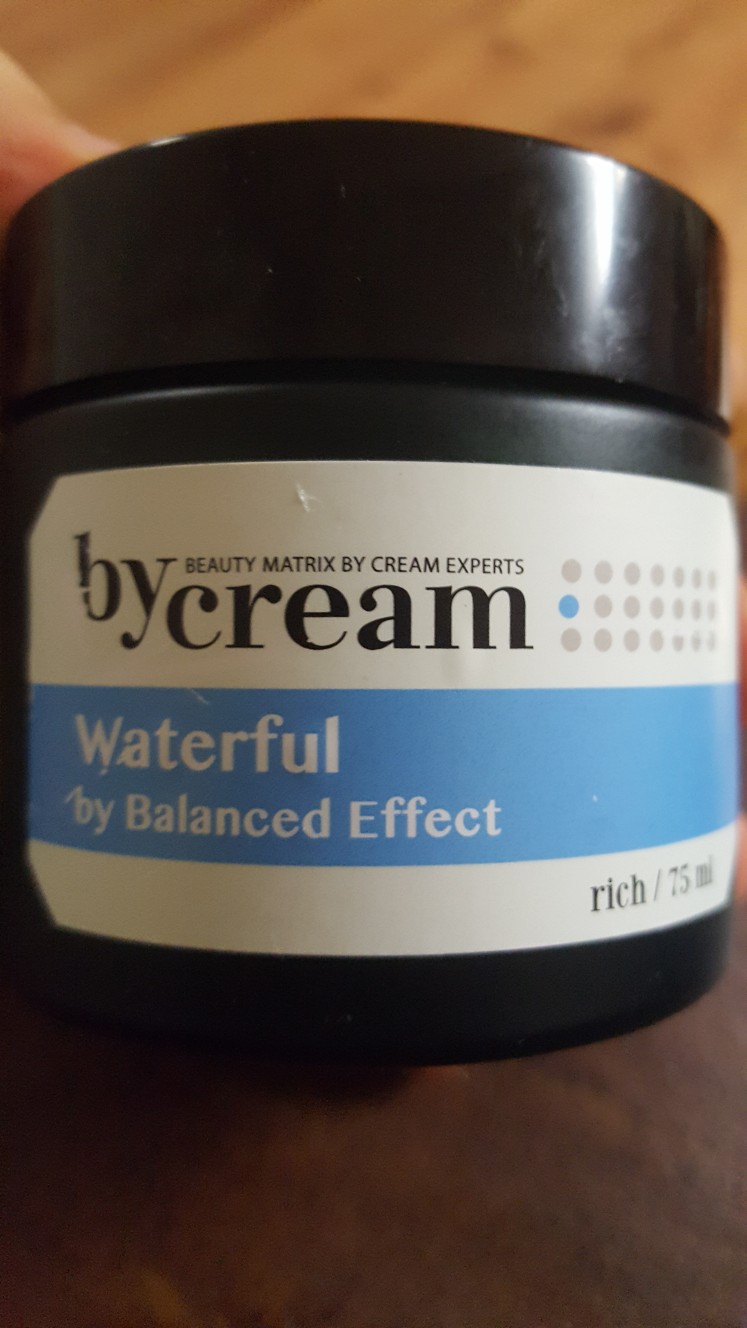 BEAUTY MATRIX BY CREAM EXPERTS
bycream
Waterful
by Balanced Effect
rich / 75 ml